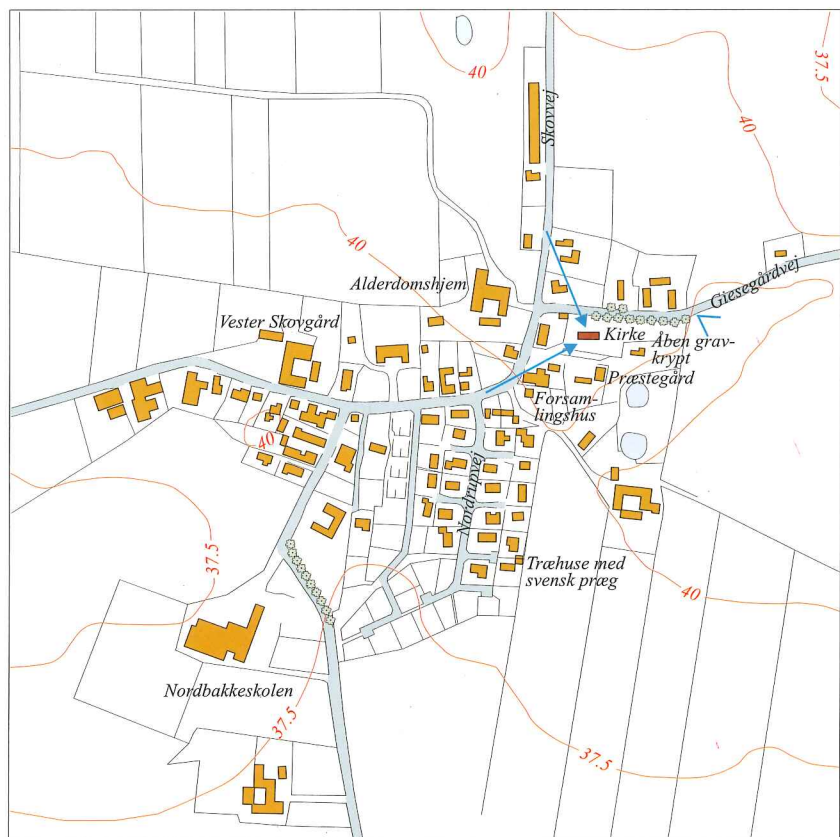 40
37.5
40
Skovvej
40
Alderdomshjem
Giesegårdvej
Vester Skovgård
Kirke
Åben grav-
krypt
Præstegård
Forsam-
lingshus
40
Nordrupvej
37.5
Træhuse med
svensk præg
40
Nordbakkeskolen
37.5
37.5